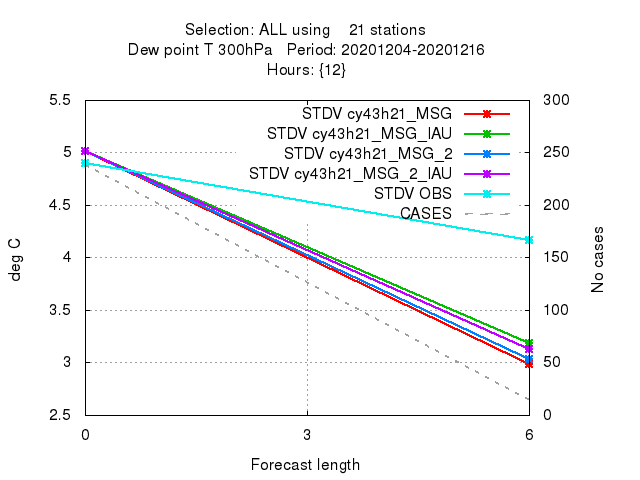 Selection: ALL using    21 stations
Dew point T 300hPa   Period: 20201204-20201216
Hours: {12}
5.5
5
4.5
4
3.5
3
2.5
300
250
200
150
100
50
0
deg C
No cases
STDV cy43h21_MSG
STDV cy43h21_MSG_IAU
STDV cy43h21_MSG_2
STDV cy43h21_MSG_2_IAU
STDV OBS
CASES
0 3 6
Forecast length